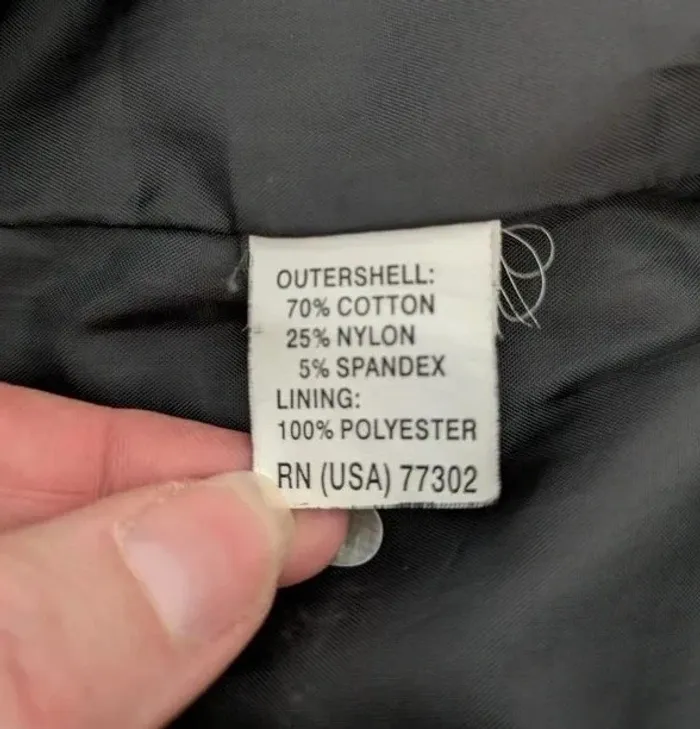 OUTERSHELL:
70% COTTON
25% NYLON
5% SPANDEX
LINING:
100% POLYESTER
RN (USA) 77302